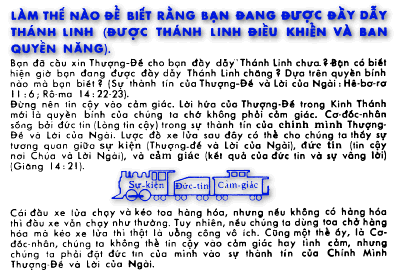 LÀM THẾ NÀO ĐỂ BIẾT RẰNG BẠN ĐANG ĐƯỢC ĐẦY DẪY
THÁNH LINH (ĐƯỢC THÁNH LINH ĐIỀU KHIỂN VÀ BAN
QUYỀN NĂNG).
Bạn đã cầu xin Thượng-Đế cho bạn đầy dẫy Thánh Linh chưa? Bạn có biết
hiện giờ bạn đang được đầy dẫy Thánh Linh chăng? Dựa trên quyền bính
nào mà bạn biết? (Sự thành tín của Thượng-Đế và Lời của Ngài: Hê-bơ-rơ
11:6; Rô-ma 14:22-23).
Đừng nên tin cậy vào cảm giác. Lời hứa của Thượng-Đế trong Kinh Thánh
mới là quyền bính của chúng ta chớ không phải cảm giác. Cơ-đốc-nhân
sống bởi đức tin (Lòng tin cậy) trong sự thành tín của chính mình Thượng-
Đế và Lời của Ngài. Lược đồ xe lửa sau đây có thể cho chúng ta thấy sự
tương quan giữa sự kiện (Thượng-đế và Lời của Ngài), đức tin (tin cậy
nơi Chúa và Lời Ngài), và cảm giác (kết quả của đức tin và sự vâng lời)
(Giăng 14:21).
Sự-kiện Đức-tin Cảm-giác
Cái đầu xe lửa chạy và kéo toa hàng hóa, nhưng nếu không có hàng hóa
thì đầu xe vẫn chạy như thường. Tuy nhiên, nếu chúng ta dùng toa chở hàng
hóa mà kéo xe lửa thì thật là uổng công vô ích. Cũng một thể ấy, là Cơ-
đốc-nhân, chúng ta không thể tin cậy vào cảm giác hay tình cảm, nhưng
chúng ta phải đặt đức tin của mình vào sự thành tín của Chính Mình
Thượng-Đế và Lời của Ngài.